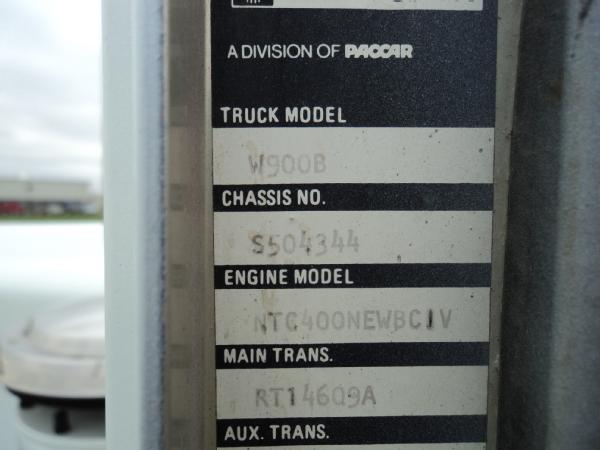 A DIVISION OF PACCAR
TRUCK MODEL
W900B
CHASSIS NO.
S504344
ENGINE MODEL
NTC400NEWBCIV
MAIN TRANS.
RT14609A
AUX. TRANS.